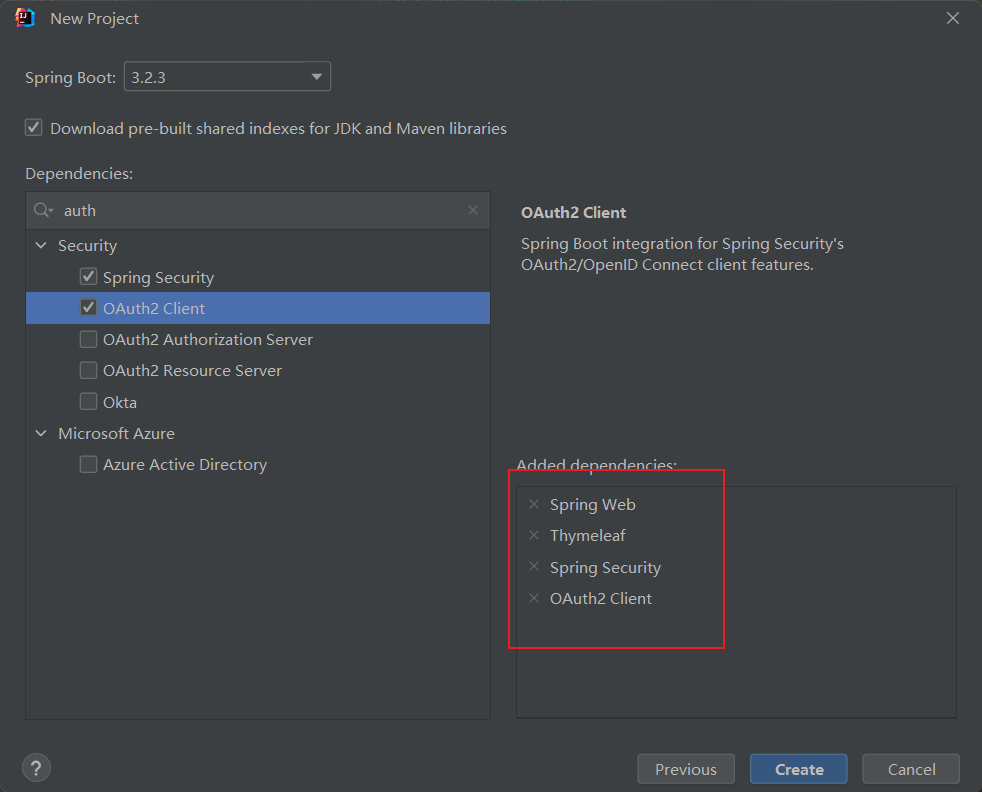 New Project
Spring Boot: 3.2.3
Download pre-built shared indexes for JDK and Maven libraries
Dependencies:
auth
Security
Spring Security
OAuth2 Client
OAuth2 Authorization Server
OAuth2 Resource Server
Okta
Microsoft Azure
Azure Active Directory
OAuth2 Client
Spring Boot integration for Spring Security's
OAuth2/OpenID Connect client features.
Added dependencies:
Spring Web
Thymeleaf
Spring Security
OAuth2 Client
?
Previous
Create
Cancel